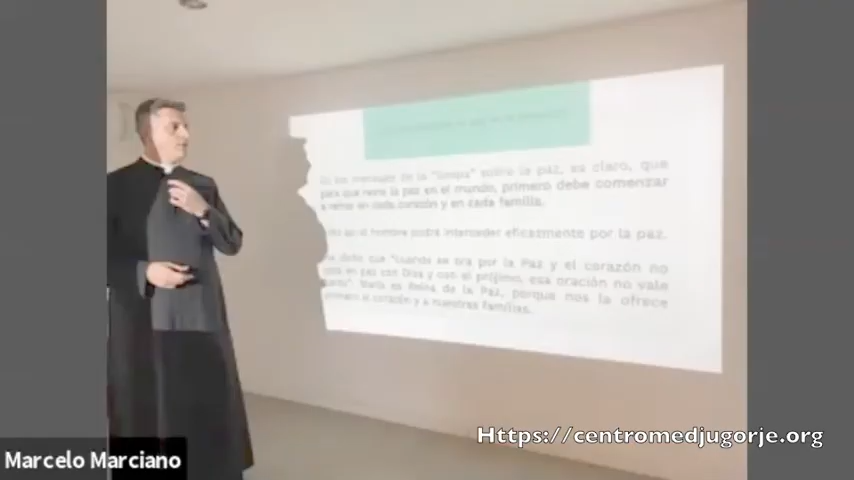 mensajes de la "Gospa" sobre la paz, es claro, que
para que reine la paz en el mundo, primero debe comenzar
a reinar en cada corazón y en cada familia.
el hombre podrá interceder eficazmente por la paz.
dicho que "cuando se ora por la Paz y el corazón no
está en paz con Dios y con el prójimo, esa oración no vale
María es Reina de la Paz, porque nos la ofrece
primero al corazón y a nuestras familias.
Https://centromedjugorje.org
Marcelo Marciano